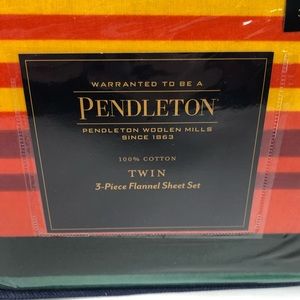 WARRANTED TO BE A
PENDLETON
PENDLETON WOOLEN MILLS
SINCE 1863
100% COTTON
TWIN
3-Piece Flannel Sheet Set